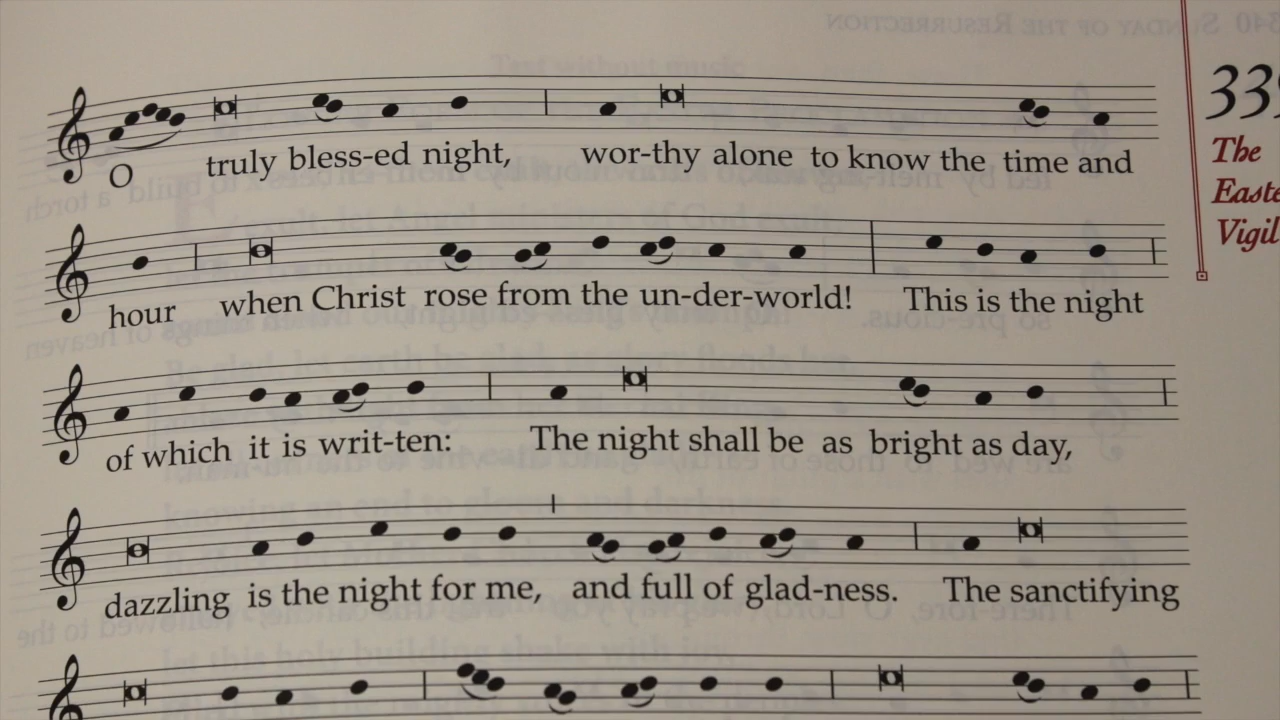 O truly bless-ed night, wor-thy alone to know the time and
hour when Christ rose from the un-der-world! This is the night
of which it is writ-ten: The night shall be as bright as day,
dazzling is the night for me, and full of glad-ness. The sanctifying
339
The
Easte
Vigil